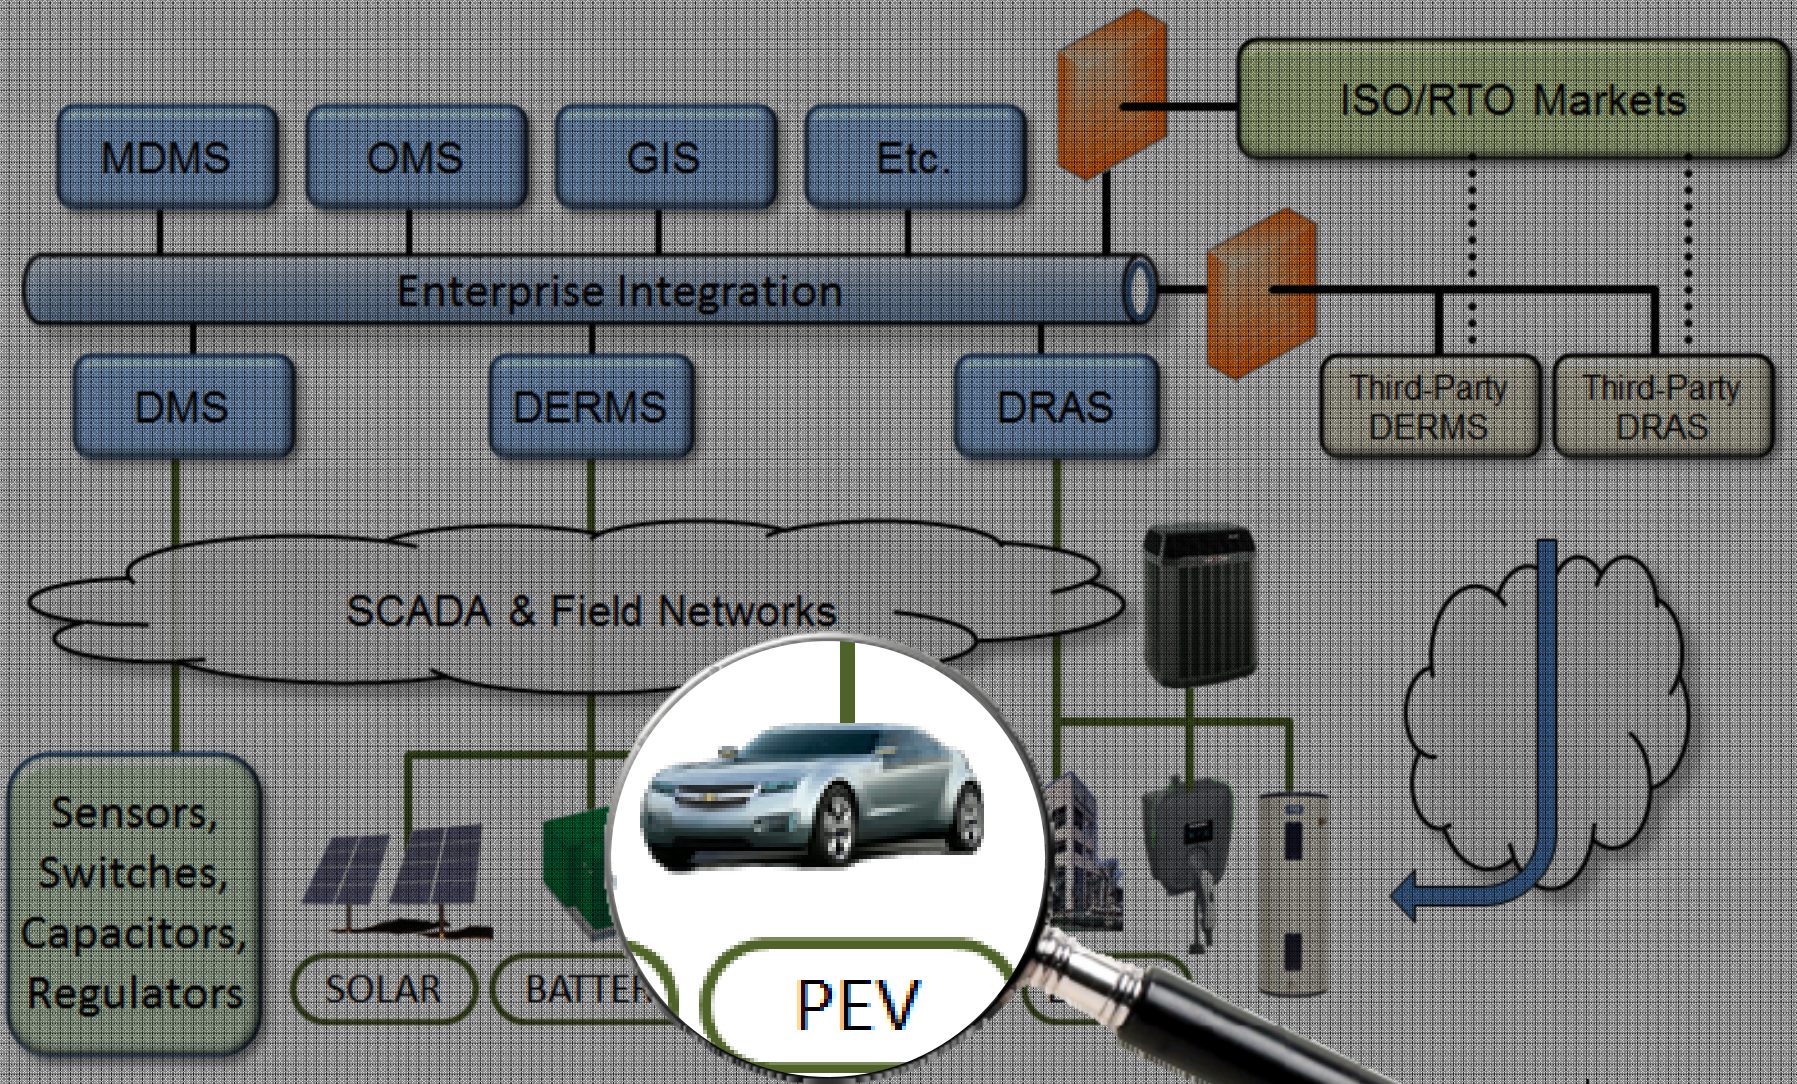 ISO/RTO Markets
MDMS
OMS
GIS
Etc.
Enterprise Integration
DMS
DERMS
DRAS
Third-Party
DERMS
Third-Party
DRAS
SCADA & Field Networks
Sensors,
Switches,
Capacitors,
Regulators
SOLAR
BATTER
PEV